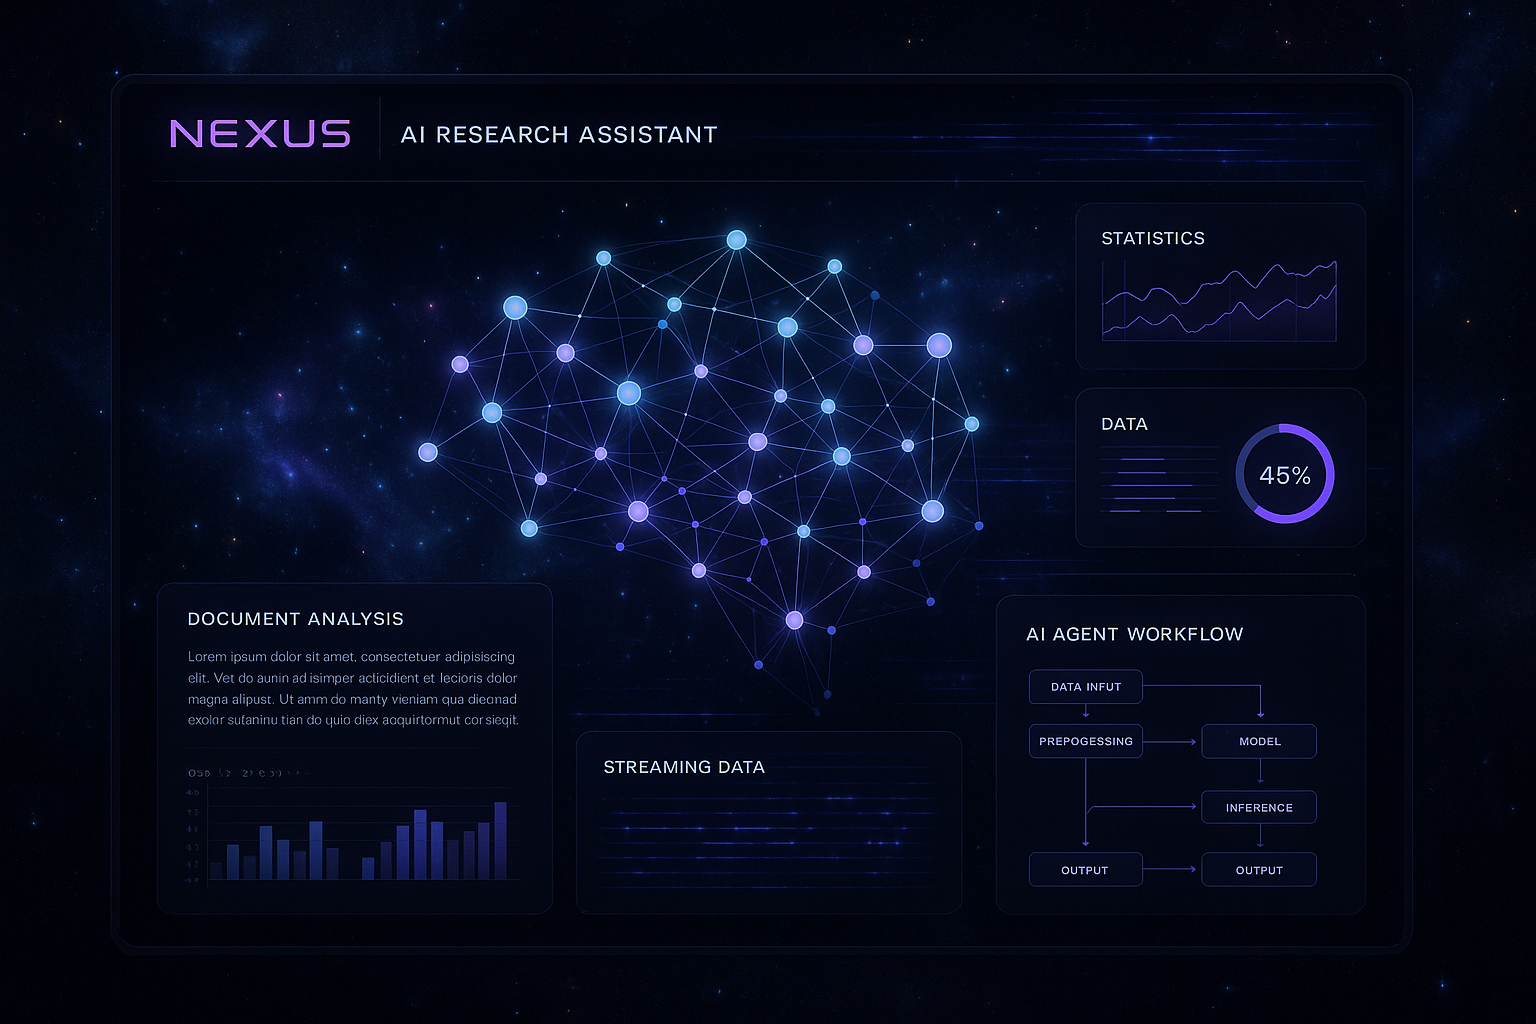 NEXUS
AI RESEARCH ASSISTANT
STATISTICS
DATA
45%
DOCUMENT ANALYSIS
Lorem ipsum dolor sit amet, consectetuer adipisiscing
elit. Vet do aunin ad isimper acticidient et lecioris dolor
magna alipust. Ut amm do manty vieniam qua diegnad
exolor sutaninu tian do quio diex aoquirtormut cor sieqit.
STREAMING DATA
AI AGENT WORKFLOW
DATA INFUT
PREPOGESSING
MODEL
INFERENCE
OUTPUT
OUTPUT